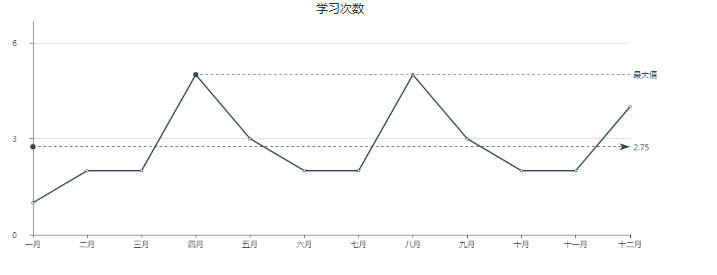 学习次数
6
最大值
3
2.75
0
一月 二月 三月 四月 五月 六月 七月 八月 九月 十月 十一月 十二月